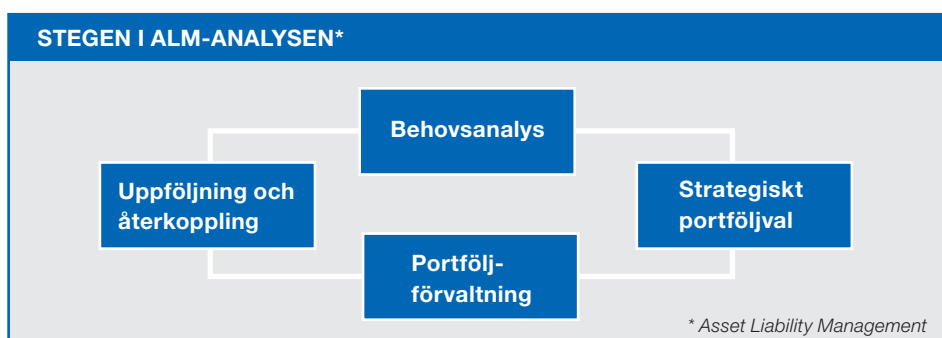 STEGEN I ALM-ANALYSEN*
Behovsanalys
Uppföljning och
återkoppling
Strategiskt
portföljval
Portfölj-
förvaltning
* Asset Liability Management